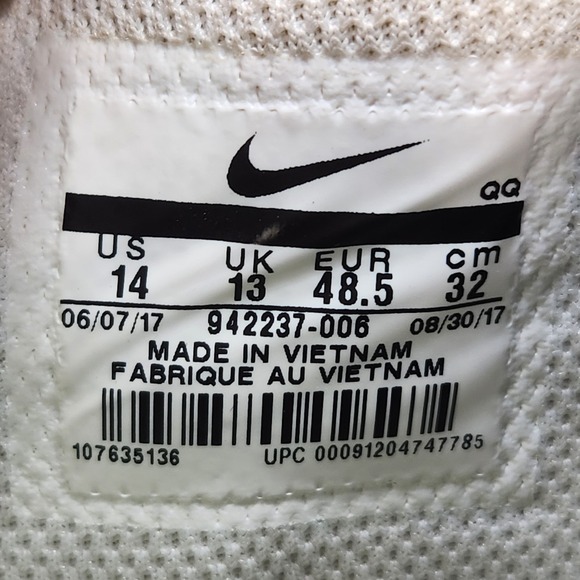 QQ
US UK EUR cm
14 13 48.5 32
06/07/17 942237-006 08/30/17
MADE IN VIETNAM
FABRIQUE AU VIETNAM
107635136 UPC 00091204747785